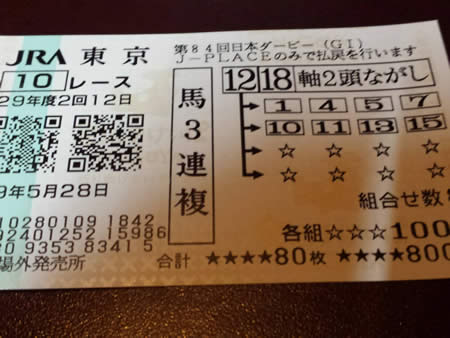 JRA 東京
第84回日本ダービー(GI)
J-PLACEのみで払戻を行います
10 レース
29年度2回12日
9年5月28日
馬3連複
12 18 軸2頭ながし
1 4 5 7
10 11 13 15
☆ ☆ ☆ ☆
☆ ☆ ☆ ☆
組合せ数
各組☆☆☆100
10280109 1842
92401252 15986
20 9353 8341 5
場外発売所
合計 ★★★★80枚 ★★★★800